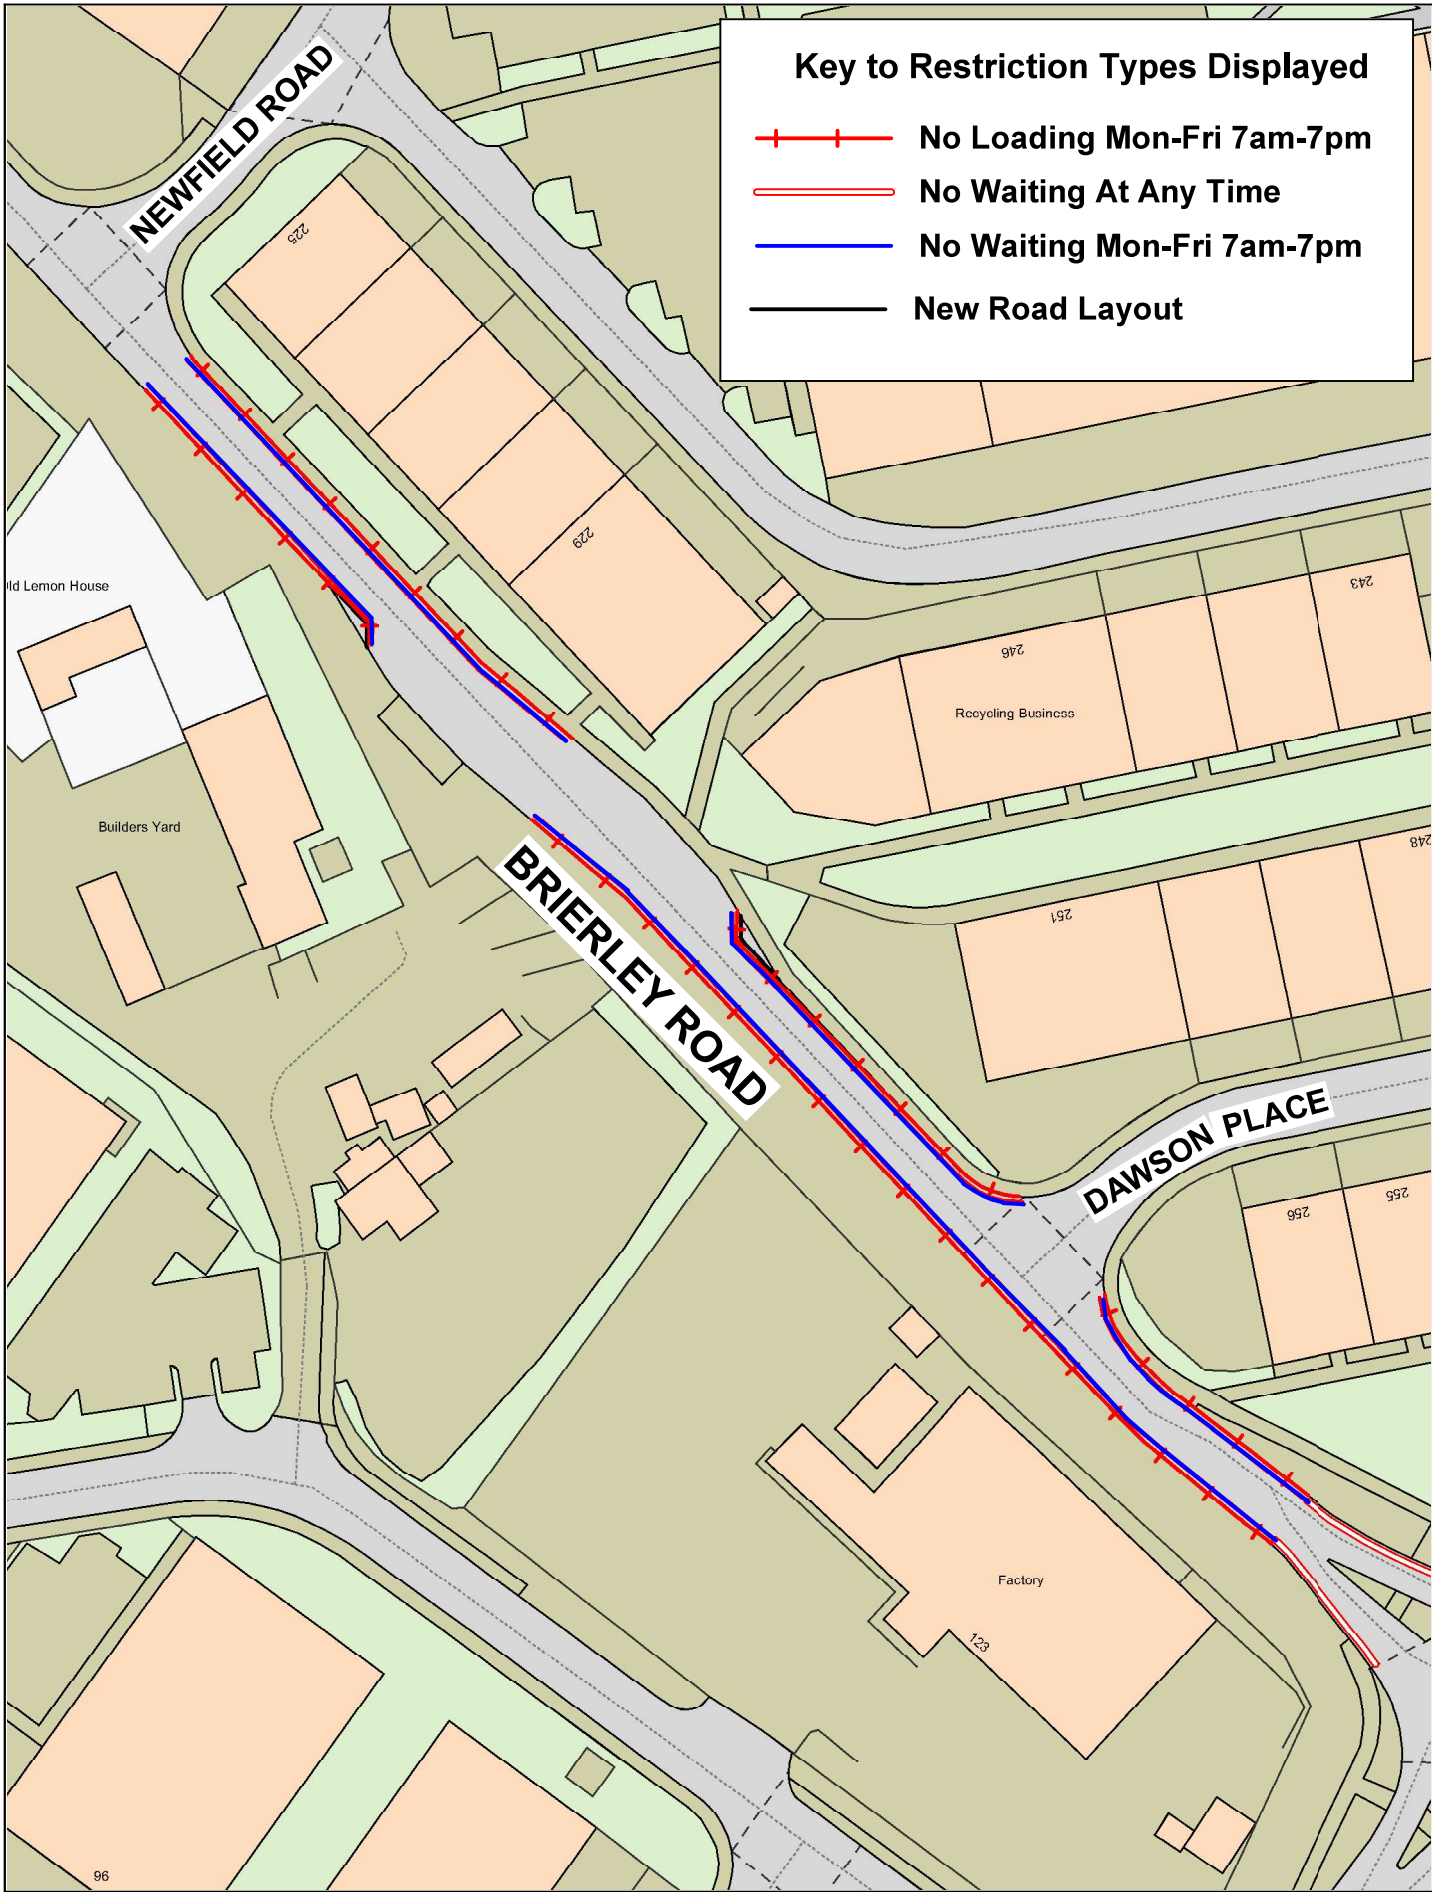 Key to Restriction Types Displayed
No Loading Mon-Fri 7am-7pm
No Waiting At Any Time
No Waiting Mon-Fri 7am-7pm
New Road Layout
NEWFIELD ROAD
225
229
243
246
Recycling Business
ld Lemon House
Builders Yard
248
251
BRIERLEY ROAD
DAWSON PLACE
255
256
Factory
123
96